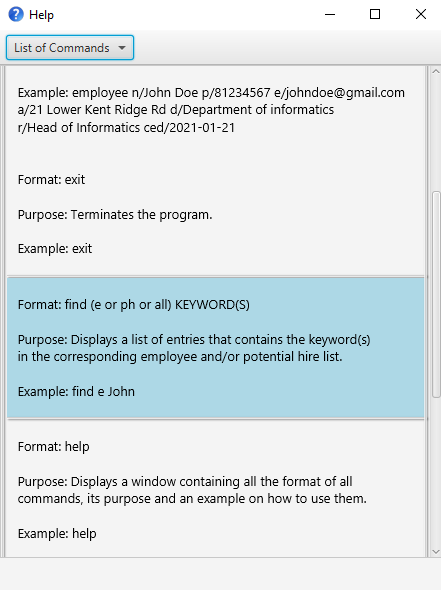 Help
List of Commands
Example: employee n/John Doe p/81234567 e/johndoe@gmail.com
a/21 Lower Kent Ridge Rd d/Department of informatics
r/Head of Informatics ced/2021-01-21
Format: exit
Purpose: Terminates the program.
Example: exit
Format: find (e or ph or all) KEYWORD(S)
Purpose: Displays a list of entries that contains the keyword(s)
in the corresponding employee and/or potential hire list.
Example: find e John
Format: help
Purpose: Displays a window containing all the format of all
commands, its purpose and an example on how to use them.
Example: help